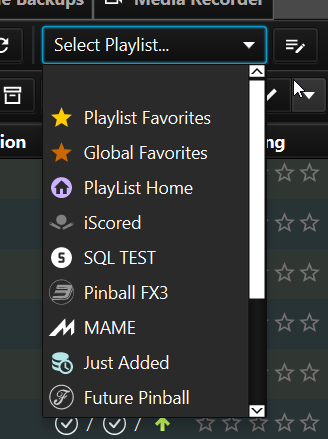 le Backups
Media Recorder
Select Playlist...
ion
ng
Playlist Favorites
Global Favorites
PlayList Home
iScored
SQL TEST
Pinball FX3
MAME
Just Added
Future Pinball
/ /